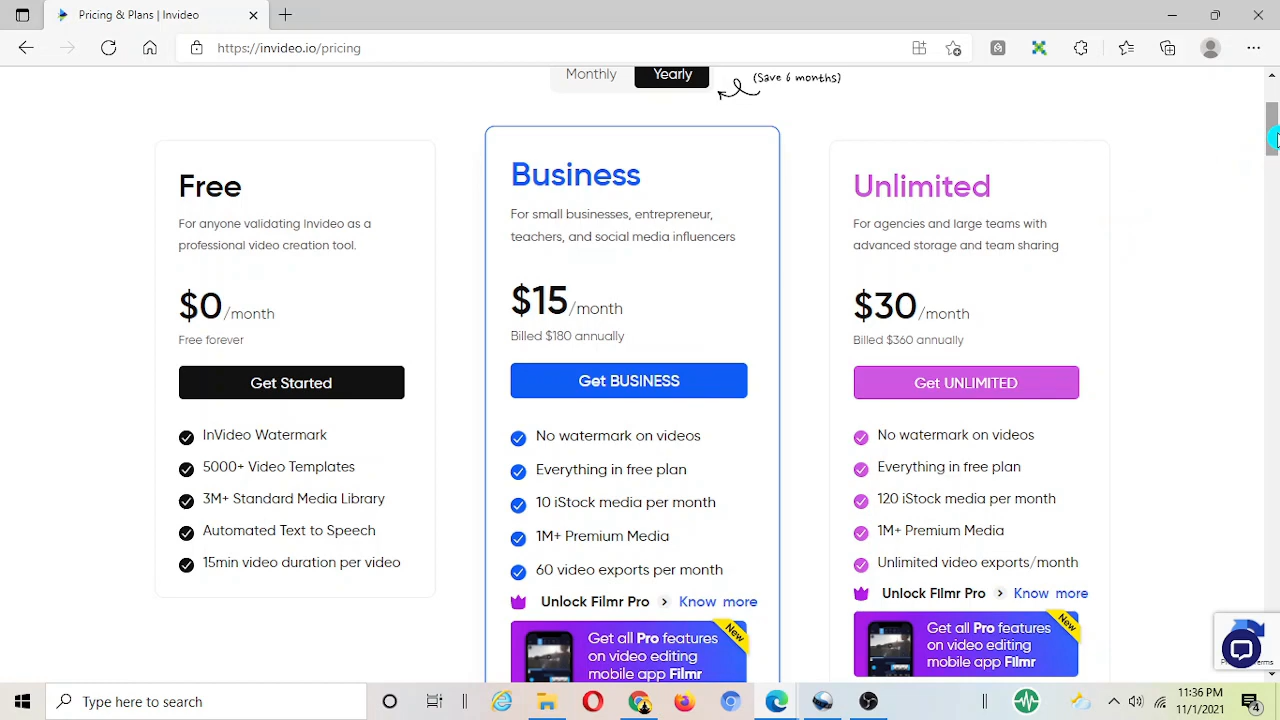 Pricing & Plans | Invideo
https://invideo.io/pricing
Monthly
Yearly
(Save 6 months)
Free
For anyone validating Invideo as a
professional video creation tool.
$0/month
Free forever
Get Started
InVideo Watermark
5000+ Video Templates
3M+ Standard Media Library
Automated Text to Speech
15min video duration per video
Business
For small businesses, entrepreneur,
teachers, and social media influencers
$15/month
Billed $180 annually
Get BUSINESS
No watermark on videos
Everything in free plan
10 iStock media per month
1M+ Premium Media
60 video exports per month
Unlock Filmr Pro > Know more
Get all Pro features
on video editing
mobile app Filmr
New
Unlimited
For agencies and large teams with
advanced storage and team sharing
$30/month
Billed $360 annually
Get UNLIMITED
No watermark on videos
Everything in free plan
120 iStock media per month
1M+ Premium Media
Unlimited video exports/month
Unlock Filmr Pro > Know more
Get all Pro features
on video editing
mobile app Filmr
New
Type here to search
11:36 PM
11/1/2021
4